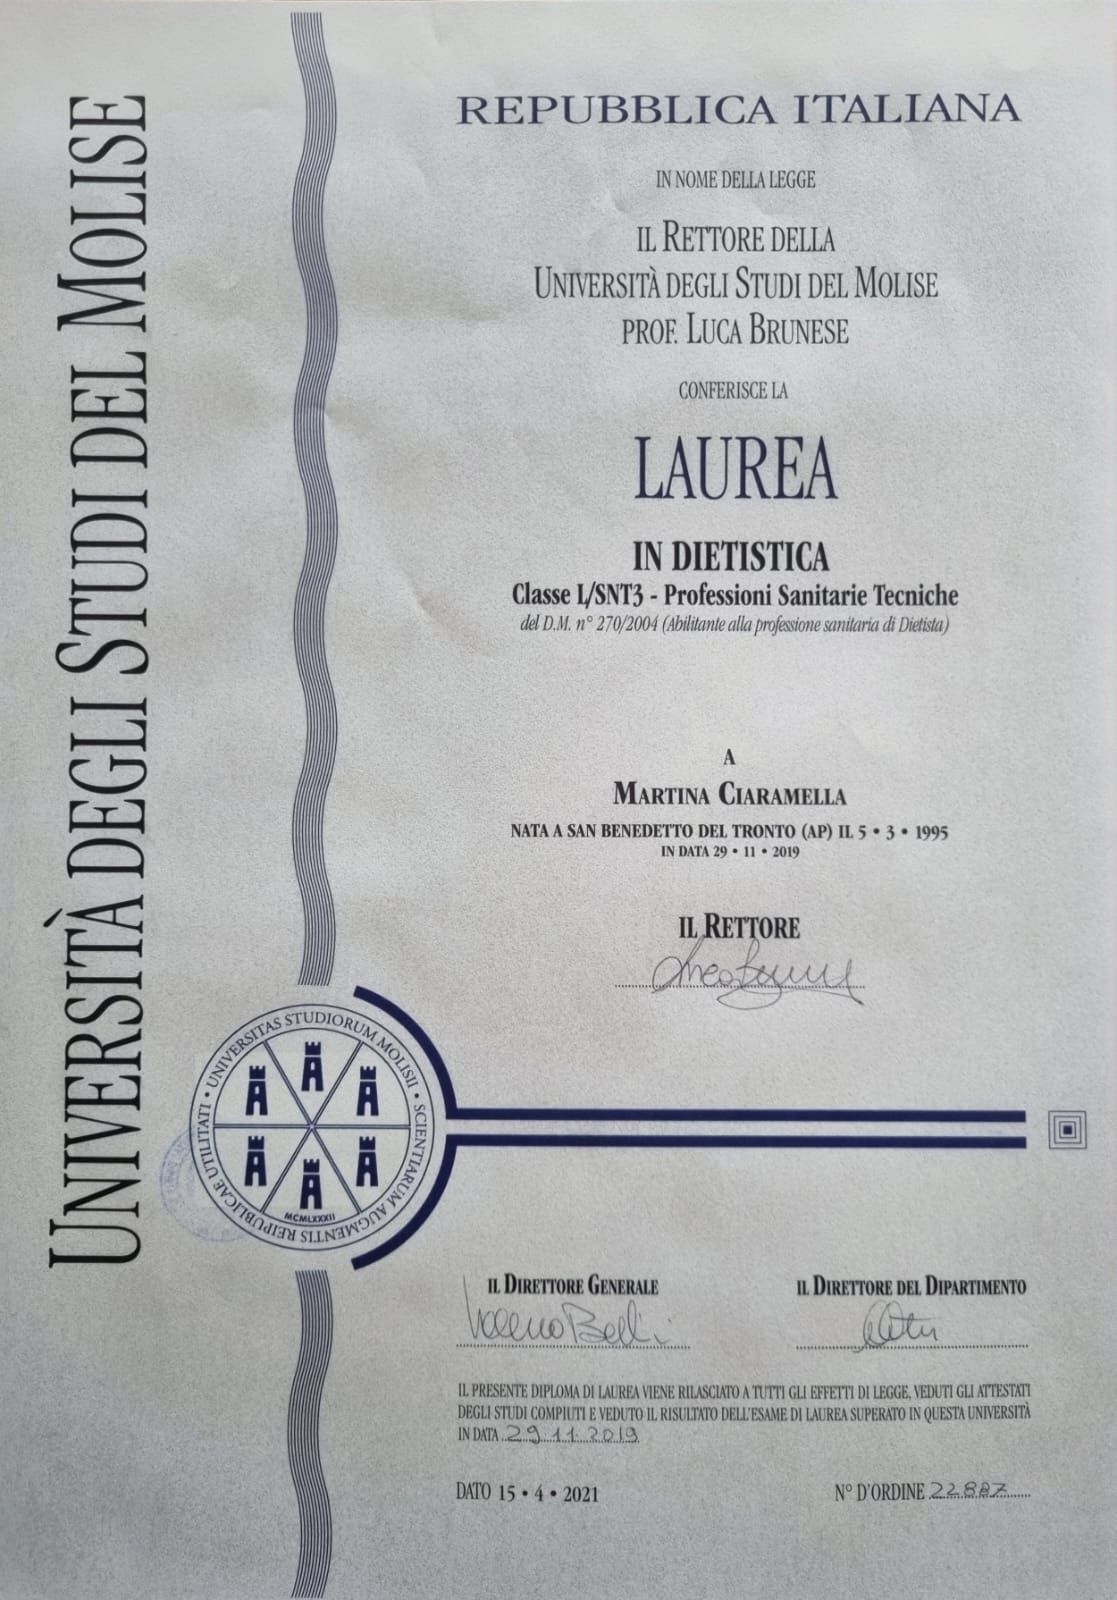 UNIVERSITÀ DEGLI STUDI DEL MOLISE
REPUBBLICA ITALIANA
IN NOME DELLA LEGGE
IL RETTORE DELLA
UNIVERSITÀ DEGLI STUDI DEL MOLISE
PROF. LUCA BRUNESE
CONFERISCE LA
LAUREA
IN DIETISTICA
Classe L/SNT3 - Professioni Sanitarie Tecniche
del D.M. n° 270/2004 (Abilitante alla professione sanitaria di Dietista)
A
MARTINA CIARAMELLA
NATA A SAN BENEDETTO DEL TRONTO (AP) IL 5 • 3 • 1995
IN DATA 29 • 11 • 2019
IL RETTORE
• UNIVERSITAS STUDIORUM MOLISII • SCIENTIARUM AUGMENTIS REIPUBLICAE UTILITATI
MCMLXXXII
IL DIRETTORE GENERALE
IL DIRETTORE DEL DIPARTIMENTO
IL PRESENTE DIPLOMA DI LAUREA VIENE RILASCIATO A TUTTI GLI EFFETTI DI LEGGE, VEDUTI GLI ATTESTATI
DEGLI STUDI COMPIUTI E VEDUTO IL RISULTATO DELL'ESAME DI LAUREA SUPERATO IN QUESTA UNIVERSITÀ
IN DATA 29.11.2019
DATO 15 • 4 • 2021
N° D'ORDINE 22887